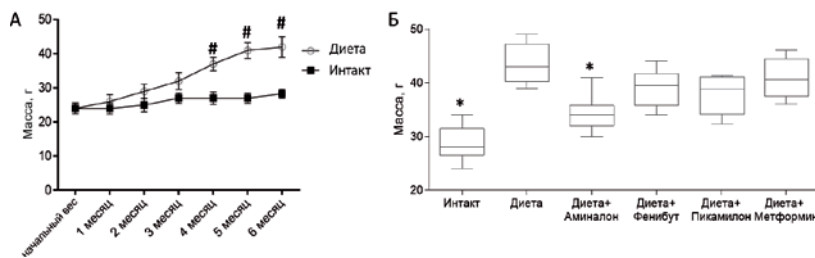 А
50
40
30
20
10
0
Масса, г
# # #
Диета
Интакт
начальный вес
1 месяц
2 месяц
3 месяц
4 месяц
5 месяц
6 месяц
Б
50
40
30
20
Масса, г
*
*
Интакт
Диета
Диета+
Аминалон
Диета+
Фенибут
Диета+
Пикамилон
Диета+
Метформин